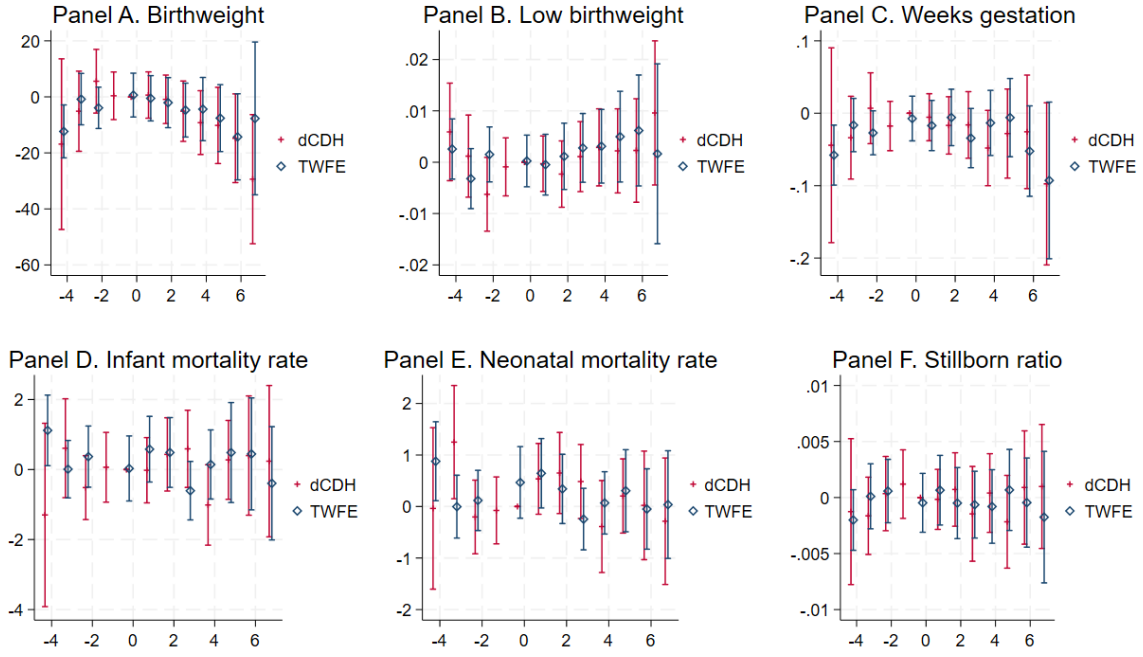 Panel A. Birthweight
20
0
-20
-40
-60
-4 -2 0 2 4 6
dCDH
TWFE
Panel B. Low birthweight
.02
.01
0
-.01
-.02
-4 -2 0 2 4 6
dCDH
TWFE
Panel C. Weeks gestation
.1
0
-.1
-.2
-4 -2 0 2 4 6
dCDH
TWFE
Panel D. Infant mortality rate
2
0
-2
-4
-4 -2 0 2 4 6
dCDH
TWFE
Panel E. Neonatal mortality rate
2
1
0
-1
-2
-4 -2 0 2 4 6
dCDH
TWFE
Panel F. Stillborn ratio
.01
.005
0
-.005
-.01
-4 -2 0 2 4 6
dCDH
TWFE